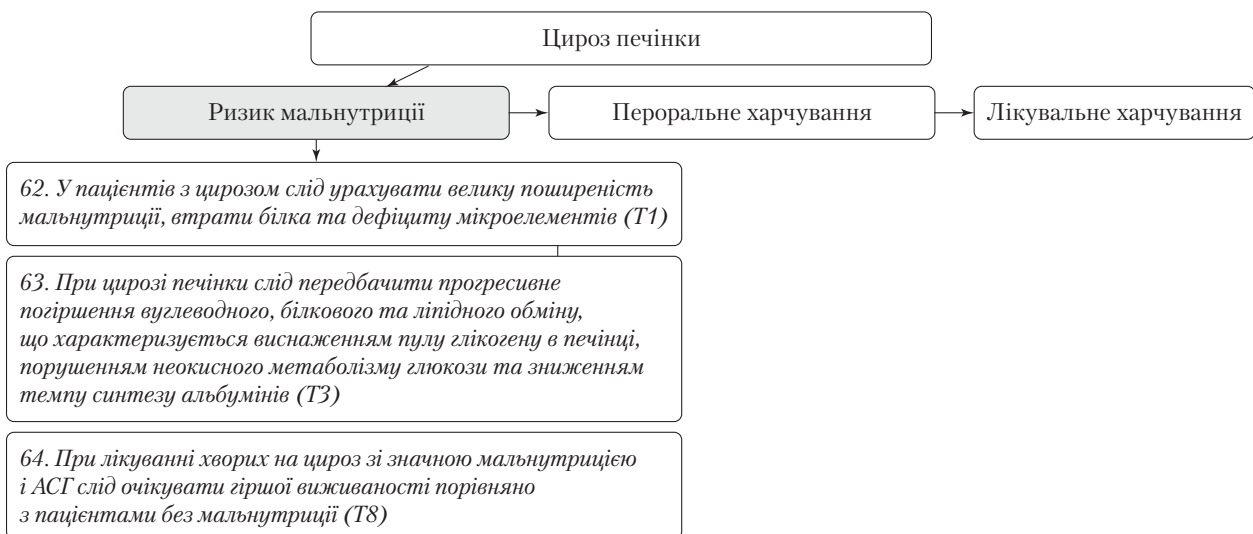 Цироз печінки
Ризик мальнутриції
Пероральне харчування
Лікувальне харчування
62. У пацієнтів з цирозом слід урахувати велику поширеність
мальнутриції, втрати білка та дефіциту мікроелементів (Т1)
63. При цирозі печінки слід передбачити прогресивне
погіршення вуглеводного, білкового та ліпідного обміну,
що характеризується виснаженням пулу глікогену в печінці,
порушенням неокисного метаболізму глюкози та зниженням
темпу синтезу альбумінів (Т3)
64. При лікуванні хворих на цироз зі значною мальнутрицією
і АСГ слід очікувати гіршої виживаності порівняно
з пацієнтами без мальнутриції (Т8)